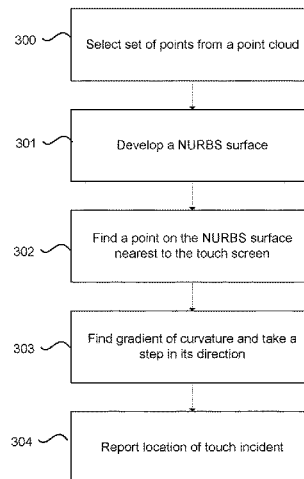 300
Select set of points from a point cloud
301
Develop a NURBS surface
302
Find a point on the NURBS surface
nearest to the touch screen
303
Find gradient of curvature and take a
step in its direction
304
Report location of touch incident